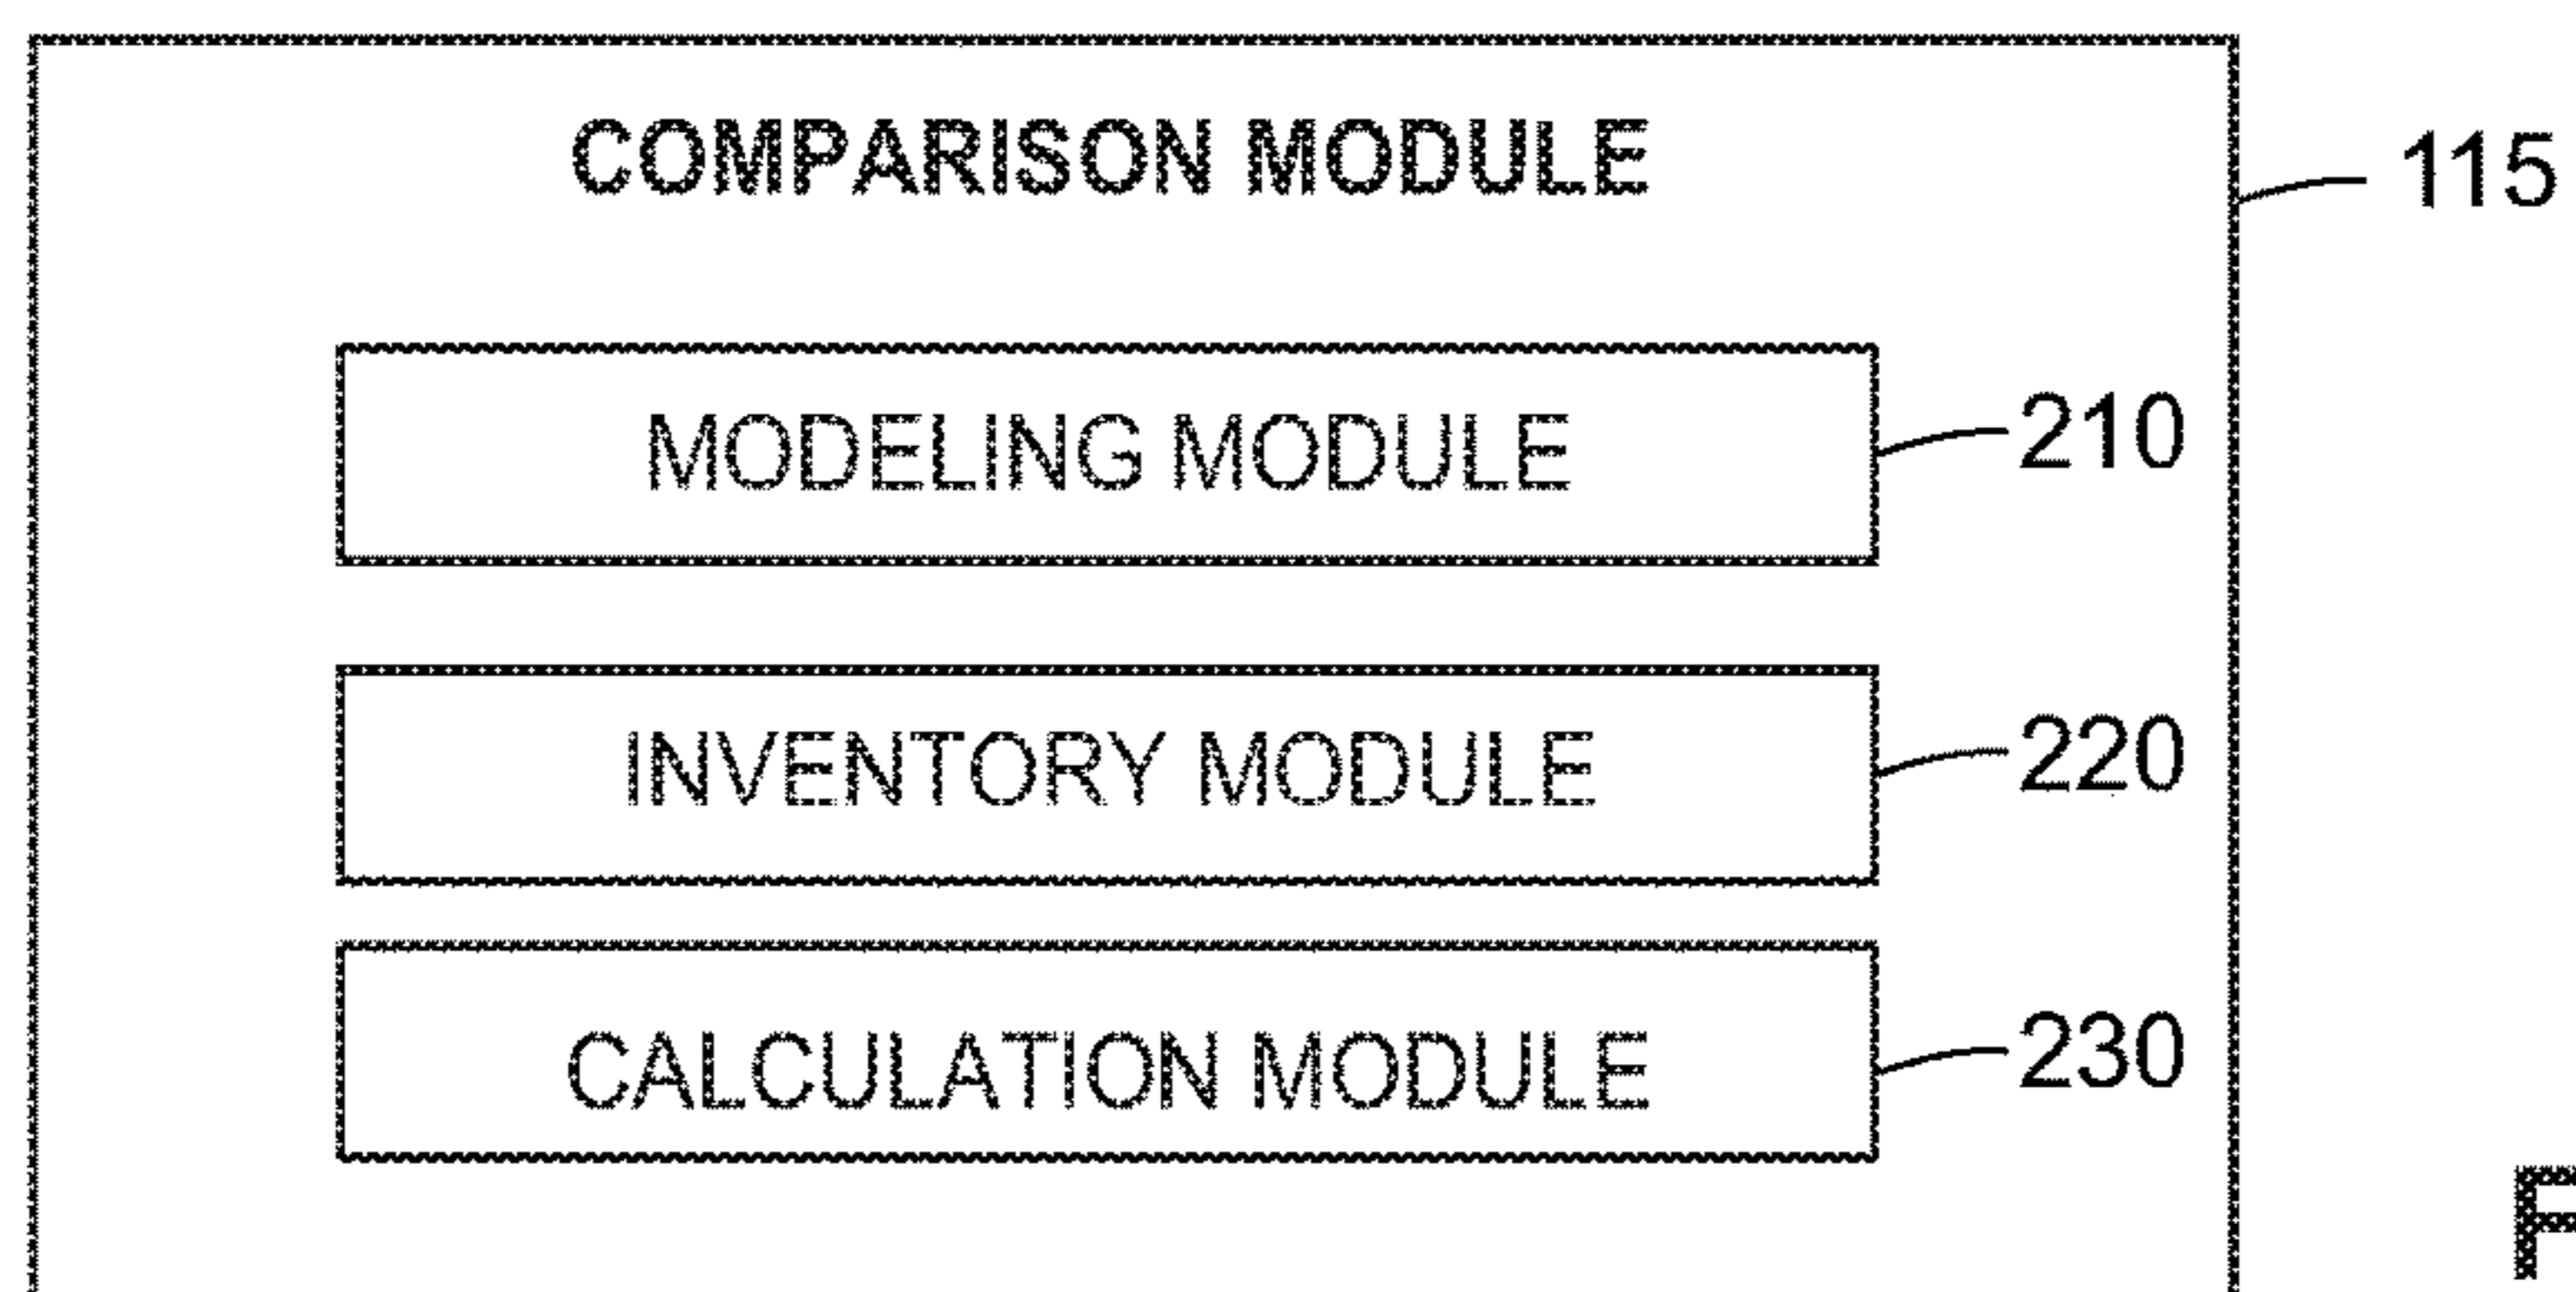 COMPARISON MODULE
115
MODELING MODULE
210
INVENTORY MODULE
220
CALCULATION MODULE
230
F